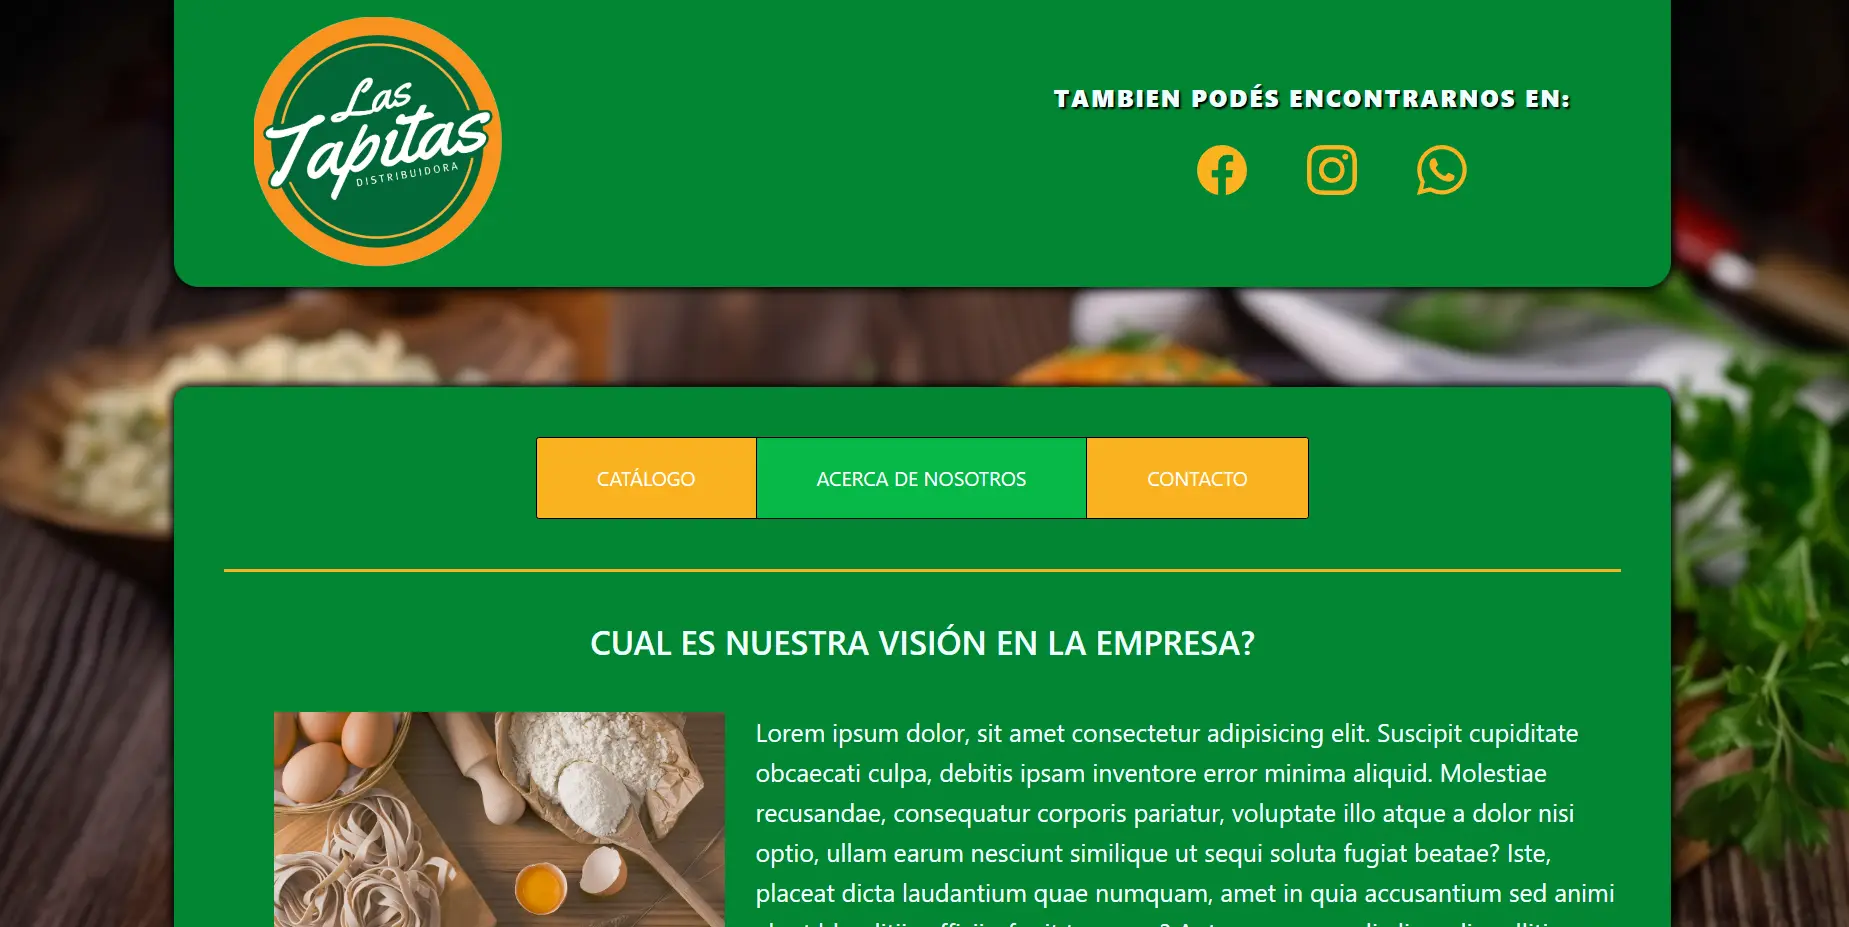 Las
Tapitas
DISTRIBUIDORA
TAMBIEN PODÉS ENCONTRARNOS EN:
CATÁLOGO
ACERCA DE NOSOTROS
CONTACTO
CUAL ES NUESTRA VISIÓN EN LA EMPRESA?
Lorem ipsum dolor, sit amet consectetur adipisicing elit. Suscipit cupiditate
obcaecati culpa, debitis ipsam inventore error minima aliquid. Molestiae
recusandae, consequatur corporis pariatur, voluptate illo atque a dolor nisi
optio, ullam earum nesciunt similique ut sequi soluta fugiat beatae? Iste,
placeat dicta laudantium quae numquam, amet in quia accusantium sed animi